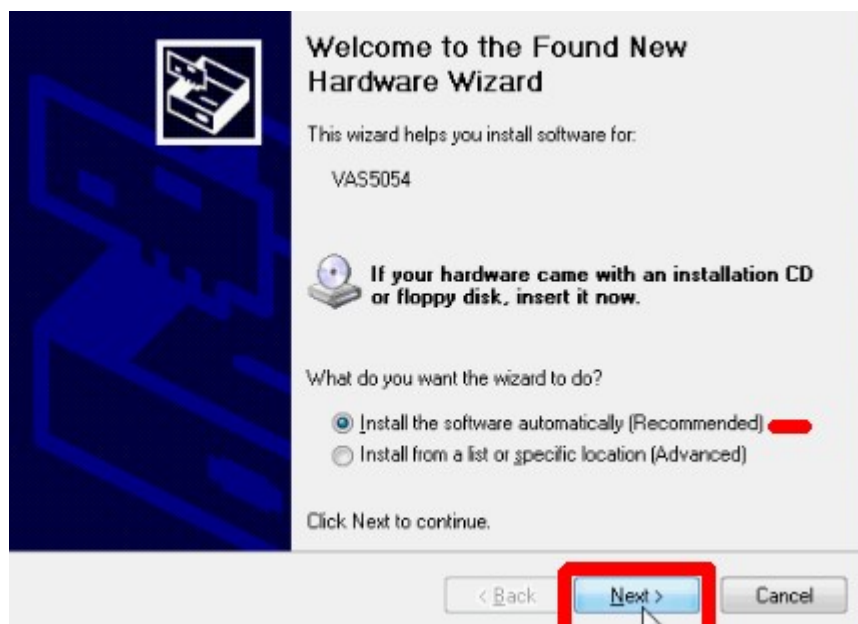 Welcome to the Found New
Hardware Wizard
This wizard helps you install software for:
VAS5054
If your hardware came with an installation CD
or floppy disk, insert it now.
What do you want the wizard to do?
Install the software automatically (Recommended)
Install from a list or specific location (Advanced)
Click Next to continue.
< Back Next > Cancel